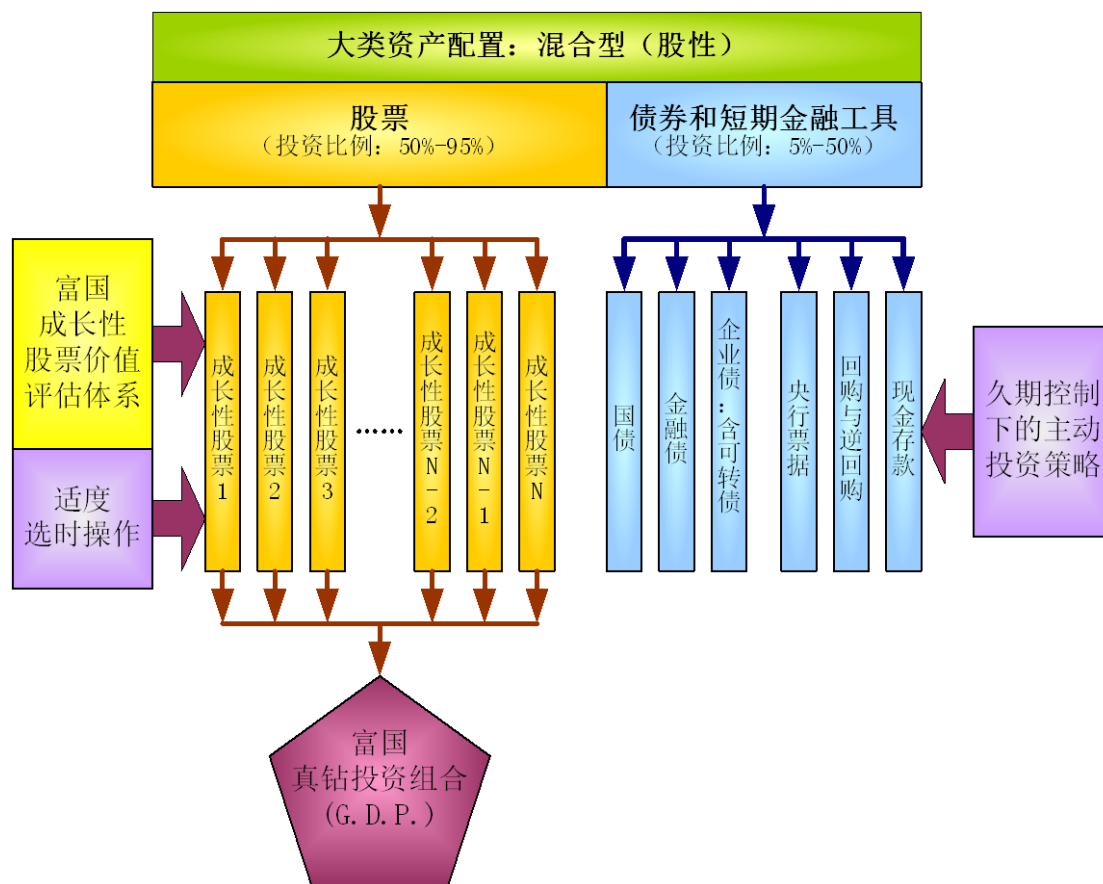 大类资产配置：混合型（股性）
股票
（投资比例：50%-95%）
债券和短期金融工具
（投资比例：5%-50%）
富国
成长性
股票价值
评估体系
适度
选时操作
成长性股票1
成长性股票2
成长性股票3
……
成长性股票N-2
成长性股票N-1
成长性股票N
国债
金融债
企业债：含可转债
央行票据
回购与逆回购
现金存款
久期控制
下的主动
投资策略
富国
真钻投资组合
(G.D.P.)